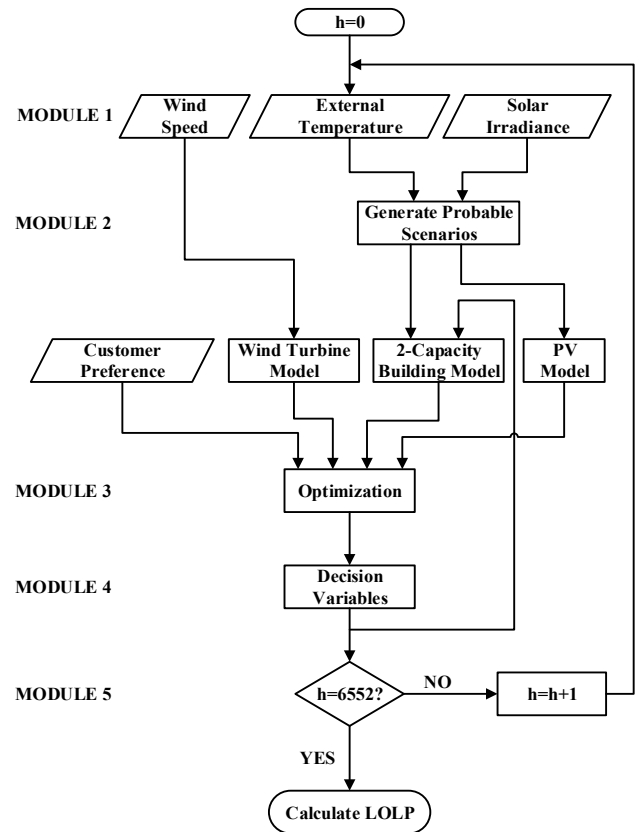 h=0
MODULE 1
Wind
Speed
External
Temperature
Solar
Irradiance
MODULE 2
Generate Probable
Scenarios
Customer
Preference
Wind Turbine
Model
2-Capacity
Building Model
PV
Model
MODULE 3
Optimization
MODULE 4
Decision
Variables
MODULE 5
h=6552?
NO
h=h+1
YES
Calculate LOLP